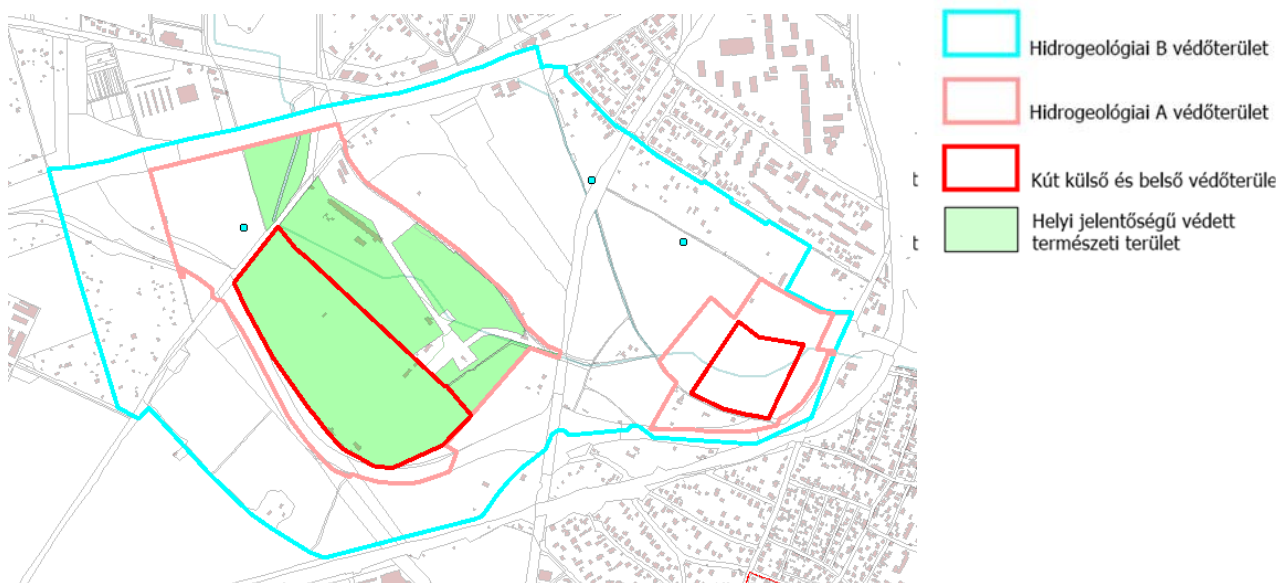 Hidrogeológiai B védőterület
Hidrogeológiai A védőterület
t
Kút külső és belső védőterüle
Helyi jelentőségű védett
t
természeti terület